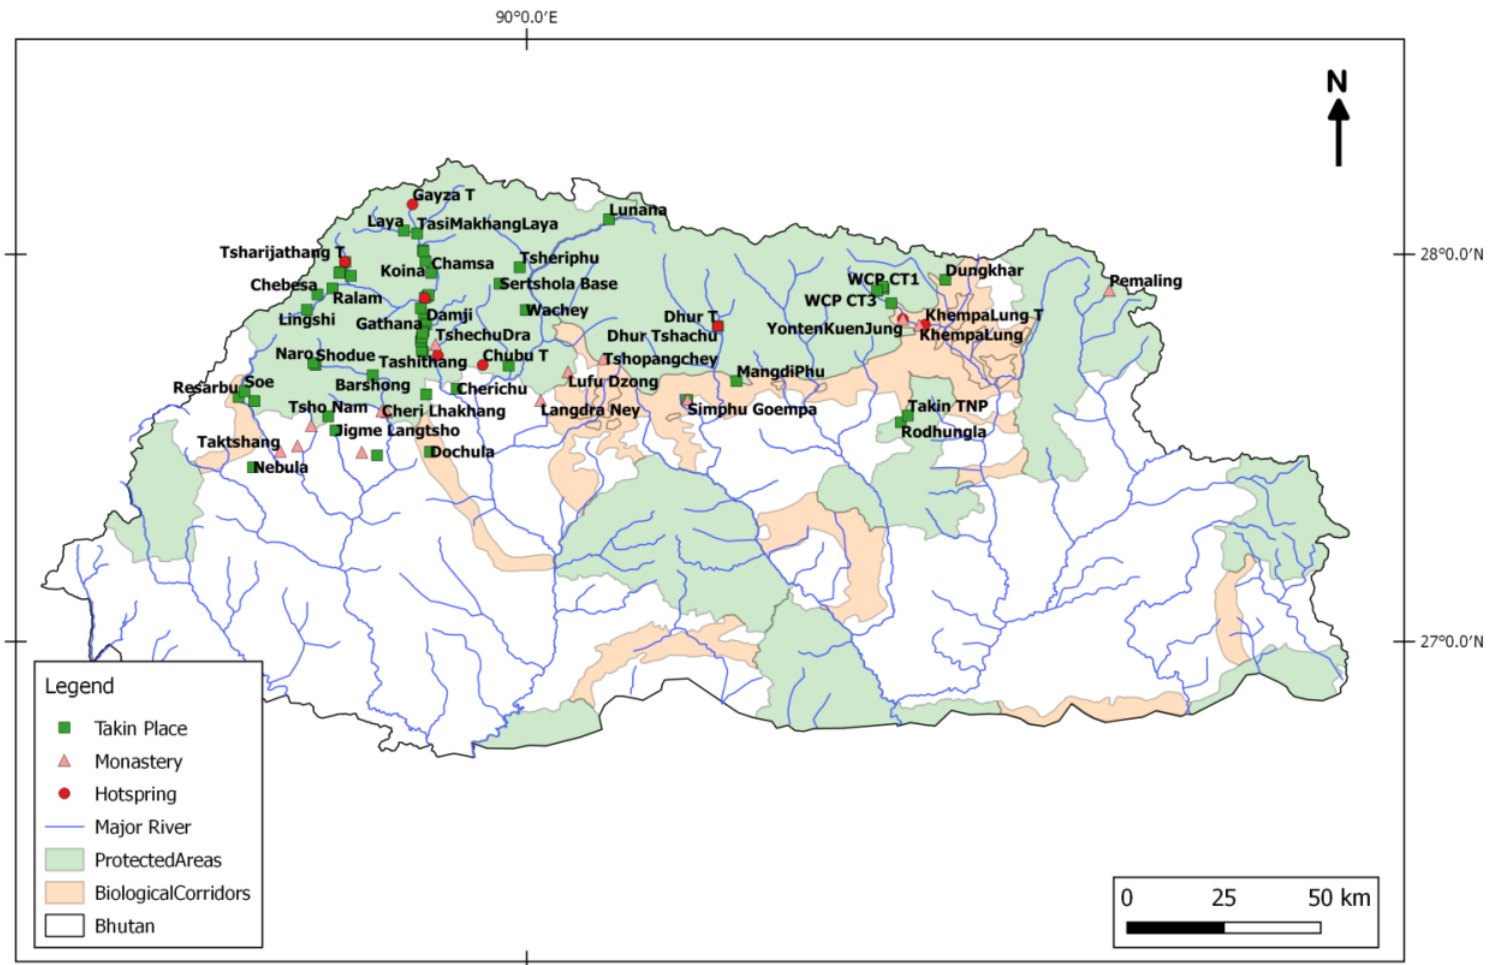 90°0.0'E
N
Gayza T
Lunana
Laya
TasiMakhangLaya
Tsharijathang T
28°0.0'N
Koina
Chamsa
Tsheriphu
Dungkhar
Chebesa
Ralam
Sertshola Base
WCP CT1
Pemaling
WCP CT3
Lingshi
Gathana
Damji
Wachey
Dhur T
KhempaLung T
YontenKuenJung
TshechuDra
Dhur Tshachu
KhempaLung
Naro
Shodue
Tashithang
Chubu T
Tshopangchey
Resarbu
Soe
Barshong
Cherichu
Lufu Dzong
MangdiPhu
Tsho Nam
Cheri Lhakhang
Langdra Ney
Simphu Goempa
Takin TNP
Taktshang
Jigme Langtsho
Rodhungla
Nebula
Dochula
27°0.0'N
Legend
Takin Place
Monastery
Hotspring
Major River
ProtectedAreas
BiologicalCorridors
Bhutan
0 25 50 km